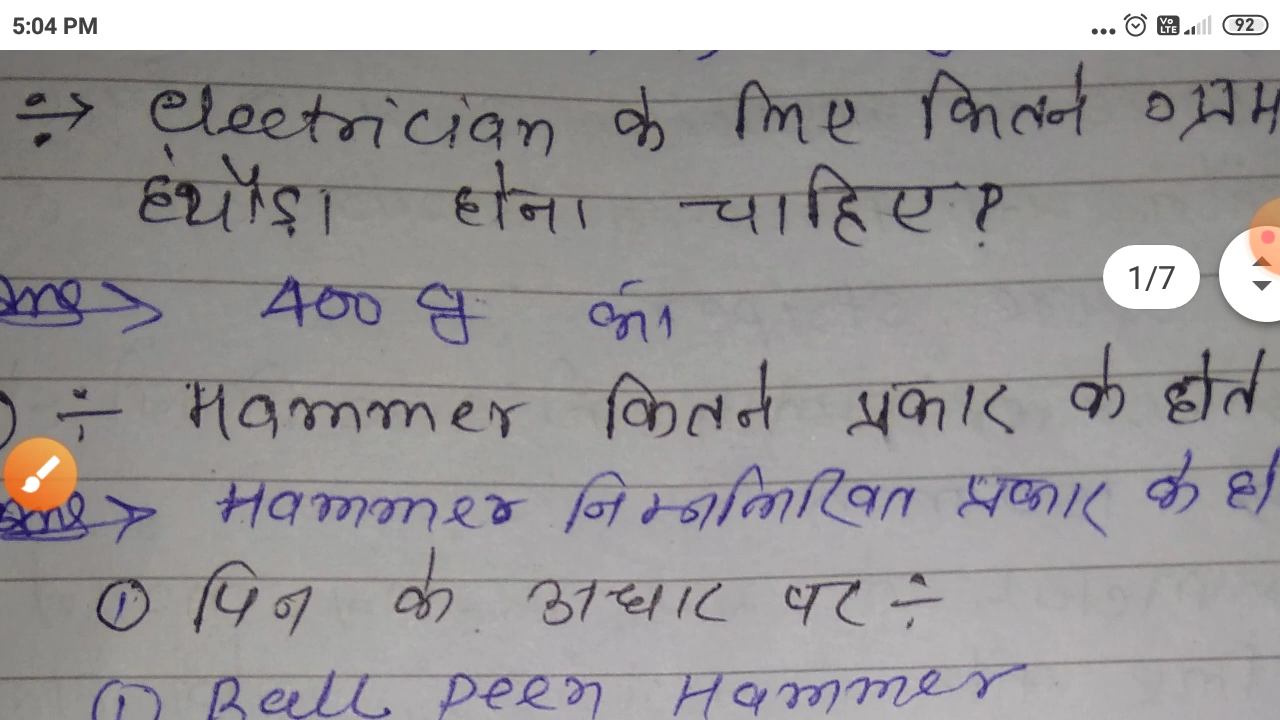 5:04 PM
92
electrician के लिए कितने ग्राम
हथौड़ा होना चाहिए?
Ans → 400 g का
1/7
÷ Hammer कितने प्रकार के होते
Ans → Hammer निम्नलिखित प्रकार के हो
① पिन के अधार पर ÷
① Ball peen Hammer